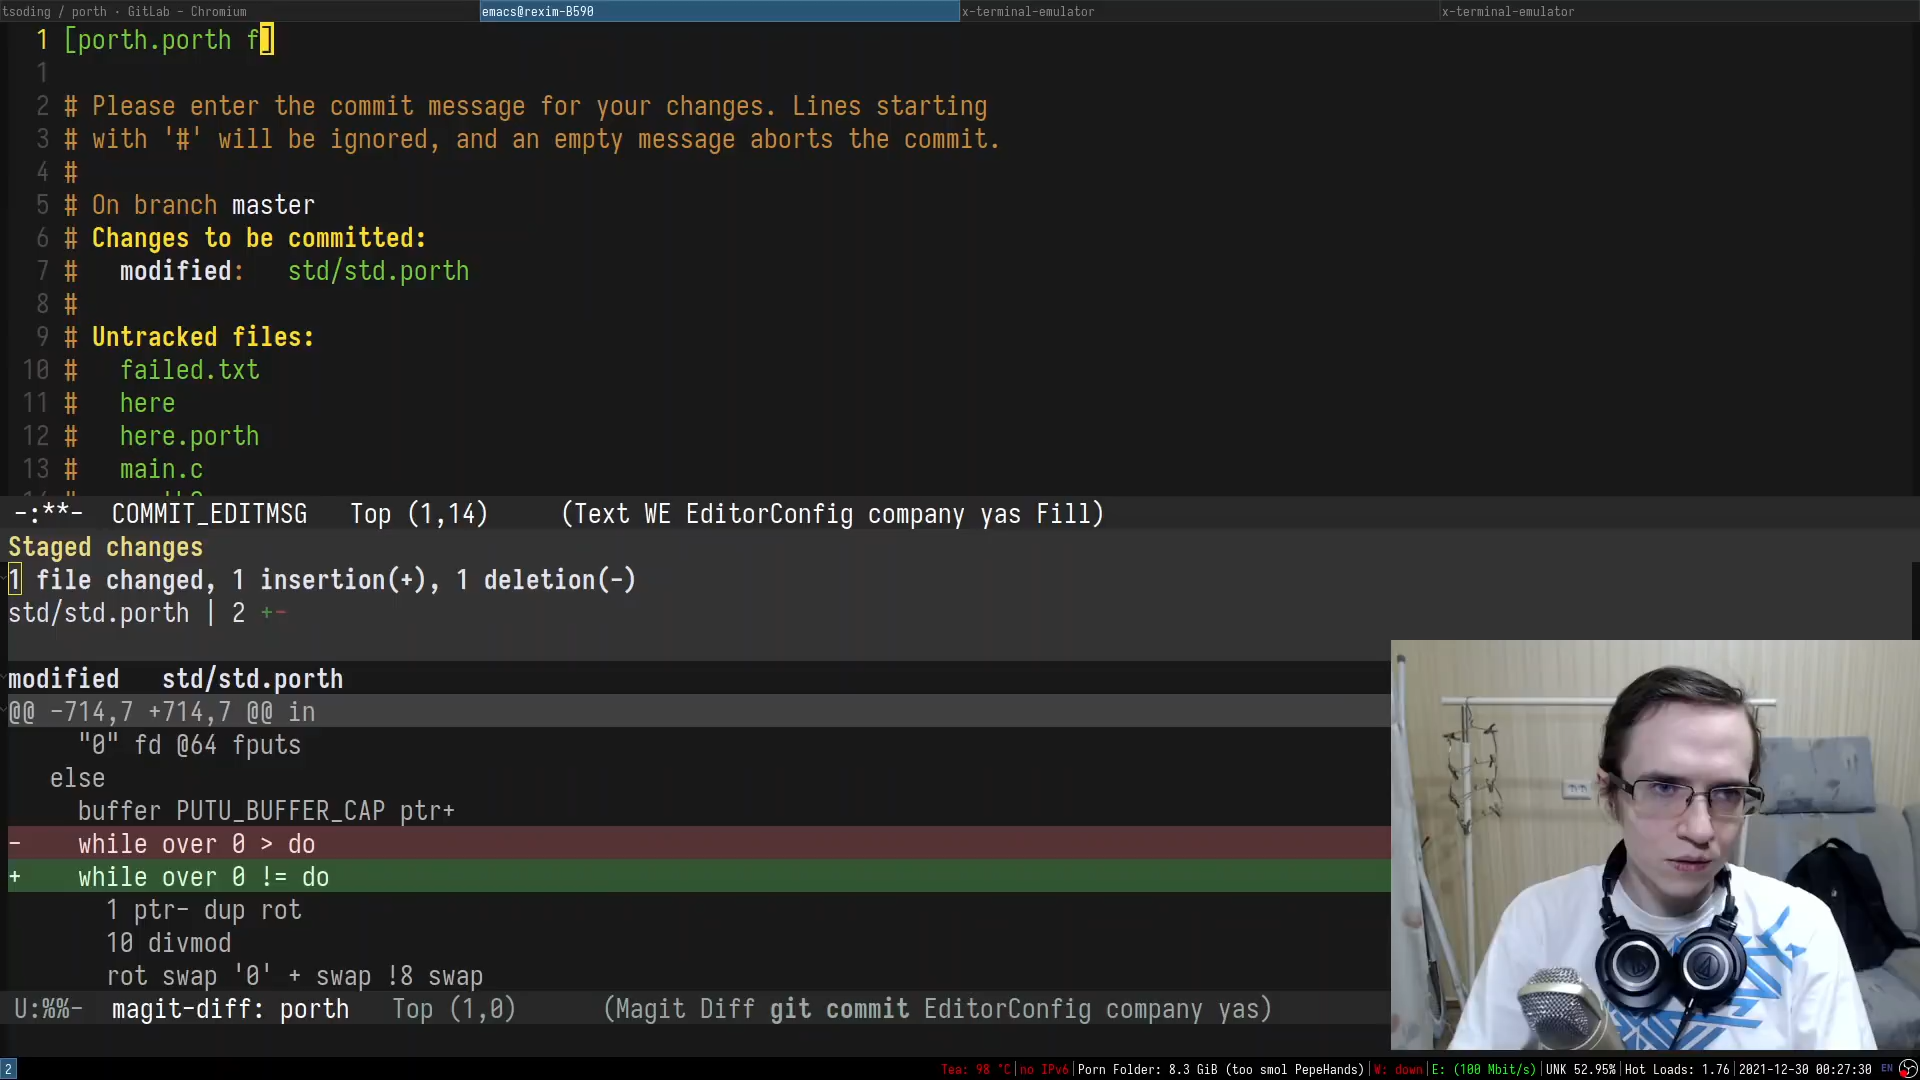 tsoding / porth · GitLab - Chromium
emacs@rexim-B590
x-terminal-emulator
x-terminal-emulator
1 [porth.porth f]
1
2 # Please enter the commit message for your changes. Lines starting
3 # with '#' will be ignored, and an empty message aborts the commit.
4 #
5 # On branch master
6 # Changes to be committed:
7 #   modified:   std/std.porth
8 #
9 # Untracked files:
10 #   failed.txt
11 #   here
12 #   here.porth
13 #   main.c
-:**-  COMMIT_EDITMSG   Top (1,14)     (Text WE EditorConfig company yas Fill)
Staged changes
1 file changed, 1 insertion(+), 1 deletion(-)
std/std.porth | 2 +-
modified   std/std.porth
@@ -714,7 +714,7 @@ in
"0" fd @64 fputs
else
buffer PUTU_BUFFER_CAP ptr+
-    while over 0 > do
+    while over 0 != do
1 ptr- dup rot
10 divmod
rot swap '0' + swap !8 swap
U:%%-  magit-diff: porth   Top (1,0)      (Magit Diff git commit EditorConfig company yas)
2
Tea: 98 °C|no IPv6|Porn Folder: 8.3 GiB (too smol PepeHands)|W: down|E: (100 Mbit/s)|UNK 52.95%|Hot Loads: 1.76|2021-12-30 00:27:30 EN